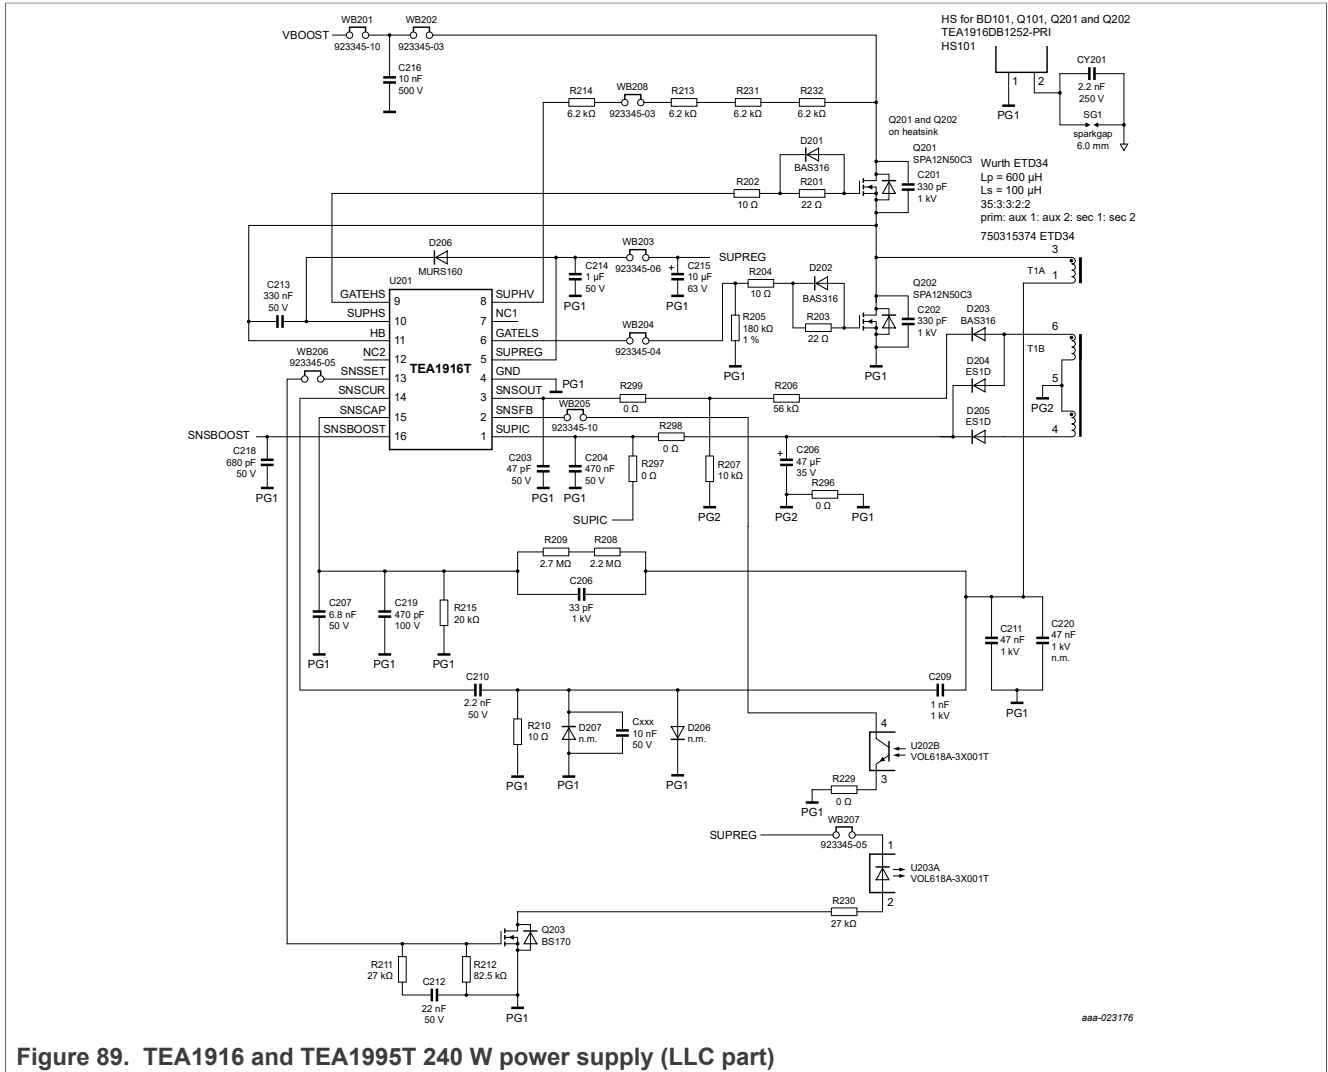 WB201
WB202
VBOOST
923345-10
923345-03
C216
10 nF
500 V
HS for BD101, Q101, Q201 and Q202
TEA1916DB1252-PRI
HS101
1
2
PG1
CY201
2.2 nF
250 V
SG1
sparkgap
6.0 mm
R214
6.2 kΩ
WB208
923345-03
R213
6.2 kΩ
R231
6.2 kΩ
R232
6.2 kΩ
Q201 and Q202
on heatsink
Q201
SPA12N50C3
C201
330 pF
1 kV
D201
BAS316
R202
10 Ω
R201
22 Ω
Wurth ETD34
Lp = 600 µH
Ls = 100 µH
35:3:3:2:2
prim: aux 1: aux 2: sec 1: sec 2
750315374 ETD34
3
T1A
1
D206
MURS160
WB203
923345-06
SUPREG
C214
1 µF
50 V
PG1
+
C215
10 µF
63 V
PG1
R204
10 Ω
D202
BAS316
R203
22 Ω
R205
180 kΩ
1 %
PG1
Q202
SPA12N50C3
C202
330 pF
1 kV
PG1
C213
330 nF
50 V
U201
TEA1916T
GATEHS
9
SUPHS
10
HB
11
NC2
12
SNSSET
13
SNSCUR
14
SNSCAP
15
SNSBOOST
16
8
SUPHV
7
NC1
6
GATELS
5
SUPREG
4
GND
3
SNSOUT
2
SNSFB
1
SUPIC
WB206
923345-05
WB204
923345-04
PG1
WB205
923345-10
R299
0 Ω
R206
56 kΩ
R298
0 Ω
D203
BAS316
D204
ES1D
D205
ES1D
6
T1B
5
PG2
4
SNSBOOST
C218
680 pF
50 V
PG1
C203
47 pF
50 V
PG1
C204
470 nF
50 V
PG1
R297
0 Ω
SUPIC
R207
10 kΩ
PG2
+
C206
47 µF
35 V
PG2
R296
0 Ω
PG1
R209
2.7 MΩ
R208
2.2 MΩ
C206
33 pF
1 kV
C207
6.8 nF
50 V
PG1
C219
470 pF
100 V
PG1
R215
20 kΩ
PG1
C211
47 nF
1 kV
C220
47 nF
1 kV
n.m.
PG1
C210
2.2 nF
50 V
C209
1 nF
1 kV
R210
10 Ω
PG1
D207
n.m.
PG1
Cxxx
10 nF
50 V
D206
n.m.
PG1
4
U202B
VOL618A-3X001T
3
R229
0 Ω
PG1
SUPREG
WB207
923345-05
1
U203A
VOL618A-3X001T
2
R230
27 kΩ
Q203
BS170
R211
27 kΩ
R212
82.5 kΩ
C212
22 nF
50 V
PG1
aaa-023176
Figure 89. TEA1916 and TEA1995T 240 W power supply (LLC part)